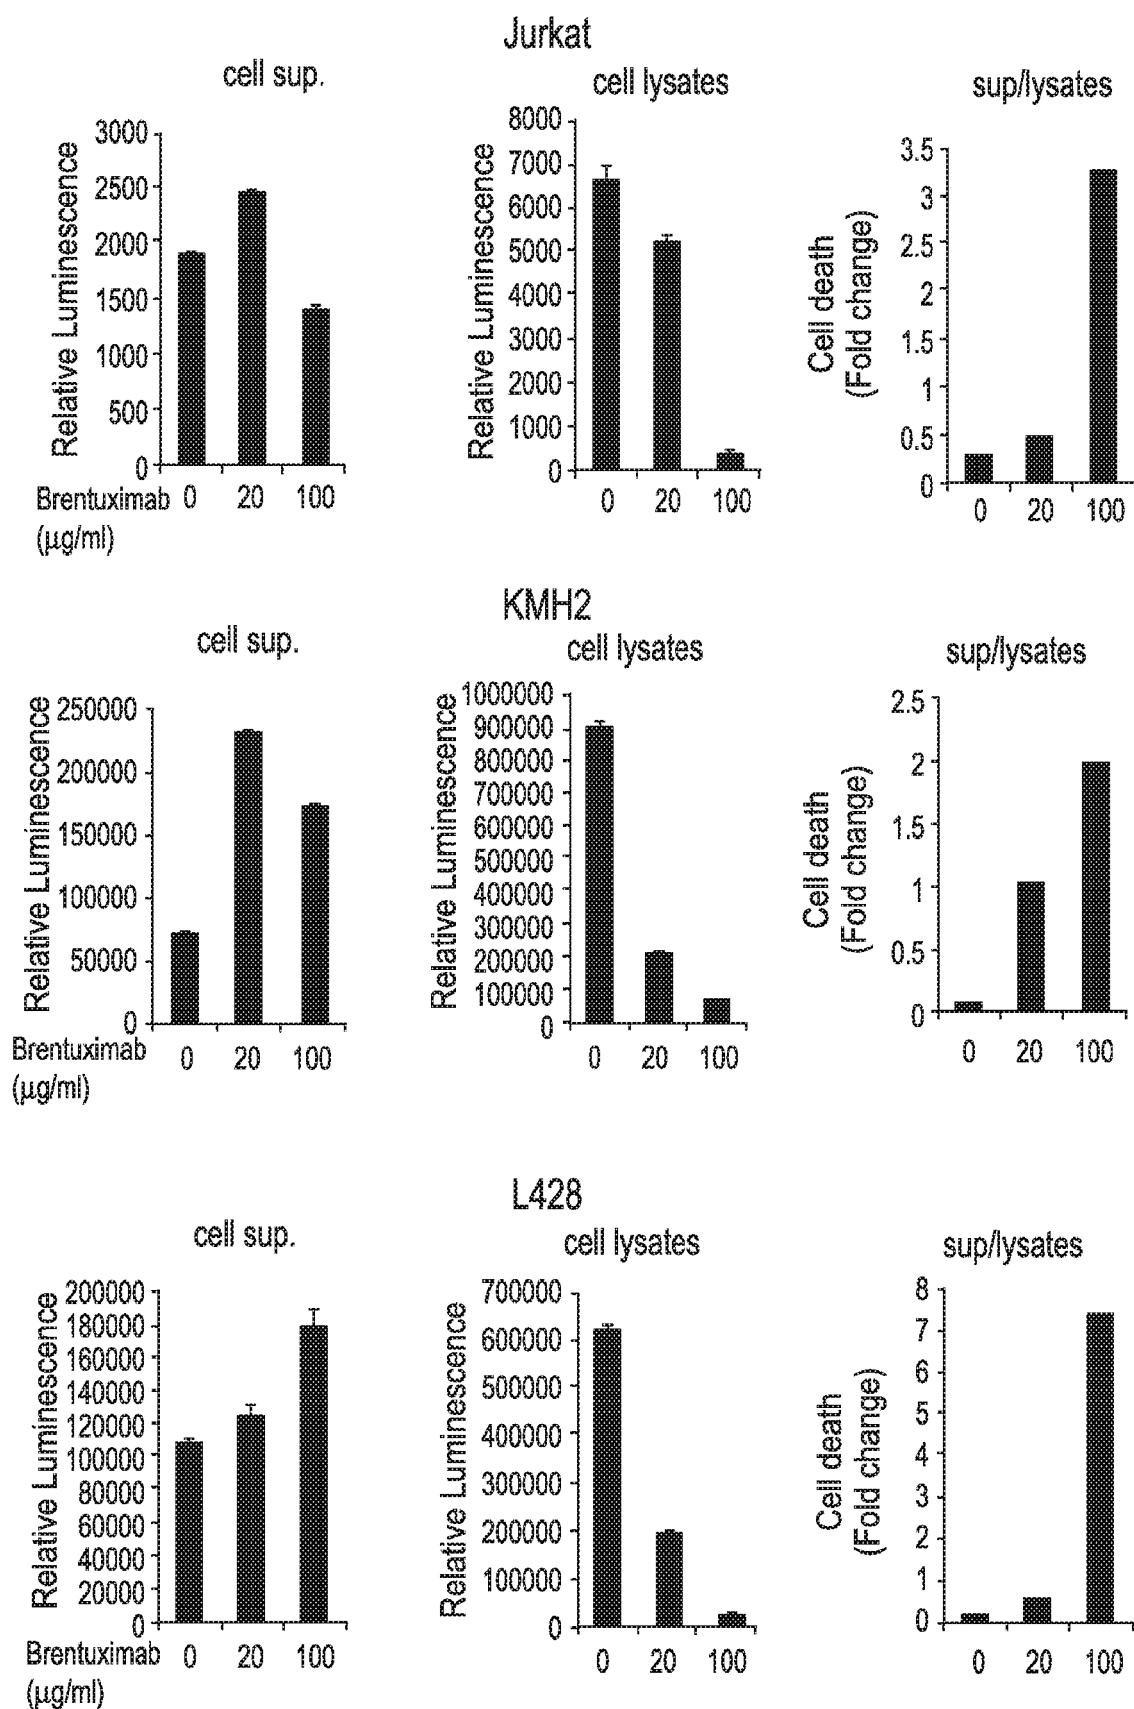 Jurkat
cell sup.
cell lysates
sup/lysates
Relative Luminescence
3000
2500
2000
1500
1000
500
0
Brentuximab
(μg/ml)
0 20 100
Relative Luminescence
8000
7000
6000
5000
4000
3000
2000
1000
0
0 20 100
Cell death
(Fold change)
3.5
3
2.5
2
1.5
1
0.5
0
0 20 100
KMH2
cell sup.
cell lysates
sup/lysates
Relative Luminescence
250000
200000
150000
100000
50000
0
Brentuximab
(μg/ml)
0 20 100
Relative Luminescence
1000000
900000
800000
700000
600000
500000
400000
300000
200000
100000
0
0 20 100
Cell death
(Fold change)
2.5
2
1.5
1
0.5
0
0 20 100
L428
cell sup.
cell lysates
sup/lysates
Relative Luminescence
200000
180000
160000
140000
120000
100000
80000
60000
40000
20000
0
Brentuximab
(μg/ml)
0 20 100
Relative Luminescence
700000
600000
500000
400000
300000
200000
100000
0
0 20 100
Cell death
(Fold change)
8
7
6
5
4
3
2
1
0
0 20 100